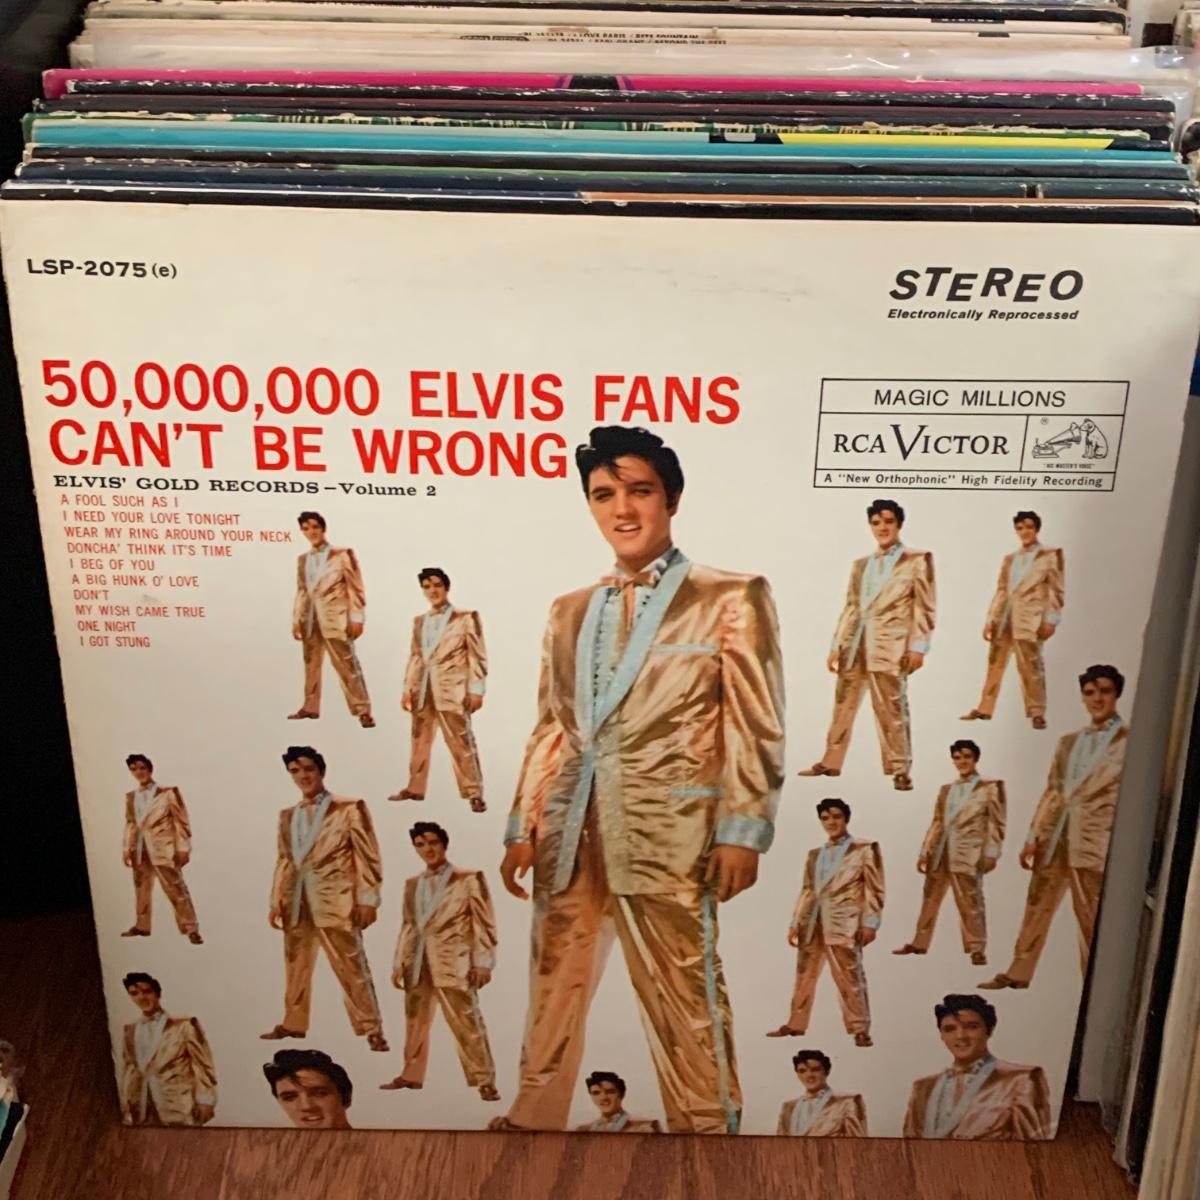 LSP-2075(e)
STEREO
Electronically Reprocessed
50,000,000 ELVIS FANS
CAN'T BE WRONG
ELVIS' GOLD RECORDS—Volume 2
A FOOL SUCH AS I
I NEED YOUR LOVE TONIGHT
WEAR MY RING AROUND YOUR NECK
DONCHA' THINK IT'S TIME
I BEG OF YOU
A BIG HUNK O' LOVE
DON'T
MY WISH CAME TRUE
ONE NIGHT
I GOT STUNG
MAGIC MILLIONS
RCA VICTOR
®
"HIS MASTER'S VOICE"
A "New Orthophonic" High Fidelity Recording